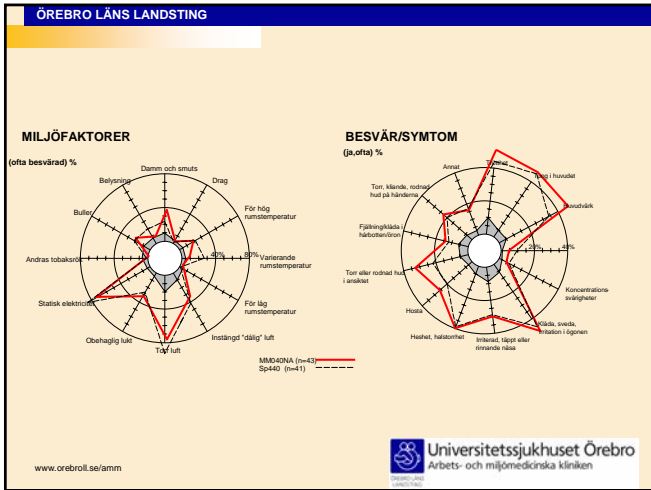 ÖREBRO LÄNS LANDSTING
MILJÖFAKTORER
(ofta besvärad) %
Damm och smuts
Drag
För hög
rumstemperatur
Varierande
rumstemperatur
För låg
rumstemperatur
Instängd "dålig" luft
Torr luft
Obehaglig lukt
Statisk elektricitet
Andras tobaksrök
Buller
Belysning
40%
80%
BESVÄR/SYMTOM
(ja,ofta) %
Trötthet
Tung i huvudet
Huvudvärk
Koncentrations-
svårigheter
Klåda, sveda,
irritation i ögonen
Irriterad, täppt eller
rinnande näsa
Heshet, halstorrhet
Hosta
Torr eller rodnad hud
i ansiktet
Fjällning/klåda i
hårbotten/öron
Torr, kliande, rodnad
hud på händerna
Annat
20%
40%
MM040NA (n=43)
Sp440 (n=41)
www.orebroll.se/amm
ÖREBRO LÄNS
LANDSTING
Universitetssjukhuset Örebro
Arbets- och miljömedicinska kliniken